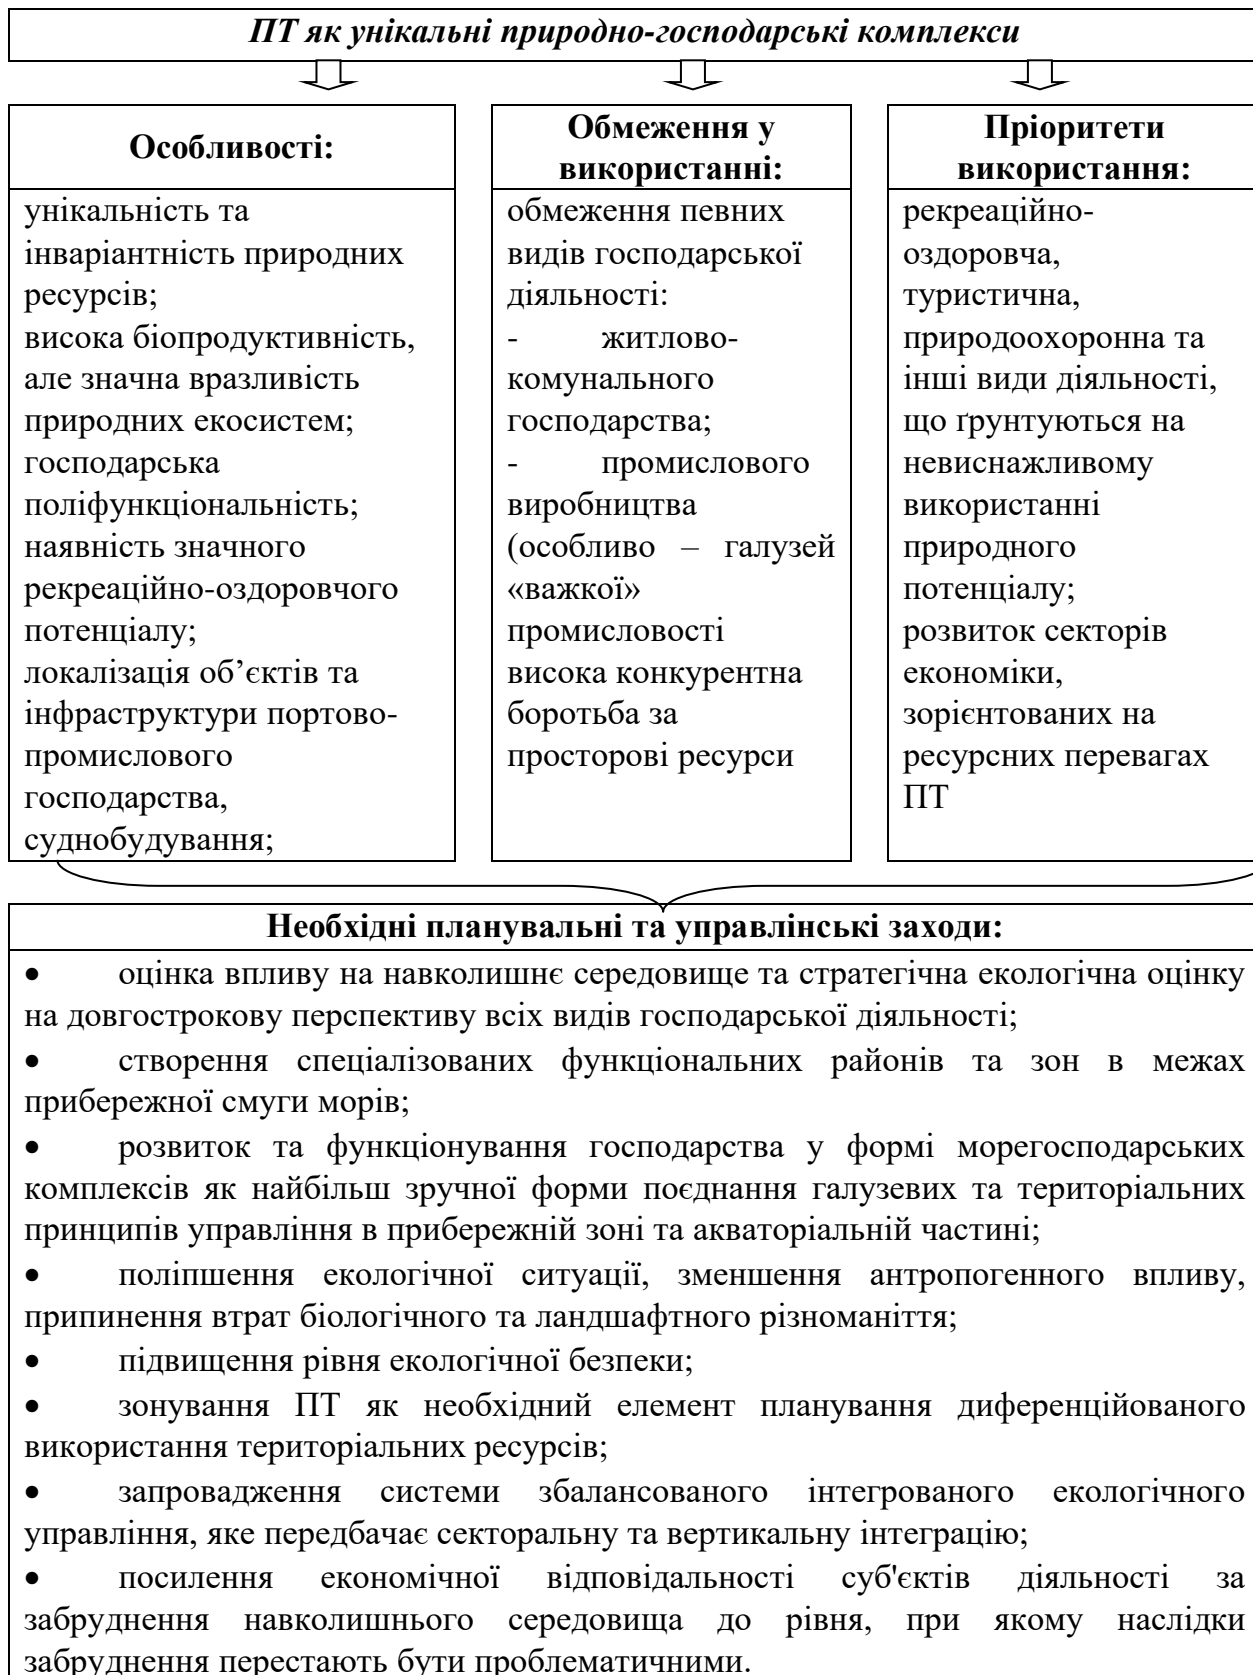 ПТ як унікальні природно-господарські комплекси
Особливості:
унікальність та
інваріантність природних
ресурсів;
висока біопродуктивність,
але значна вразливість
природних екосистем;
господарська
поліфункціональність;
наявність значного
рекреаційно-оздоровчого
потенціалу;
локалізація об’єктів та
інфраструктури портово-
промислового
господарства,
суднобудування;
Обмеження у
використанні:
обмеження певних
видів господарської
діяльності:
- житлово-
комунального
господарства;
- промислового
виробництва
(особливо – галузей
«важкої»
промисловості
висока конкурентна
боротьба за
просторові ресурси
Пріоритети
використання:
рекреаційно-
оздоровча,
туристична,
природоохоронна та
інші види діяльності,
що ґрунтуються на
невиснажливому
використанні
природного
потенціалу;
розвиток секторів
економіки,
зорієнтованих на
ресурсних перевагах
ПТ
Необхідні планувальні та управлінські заходи:
• оцінка впливу на навколишнє середовище та стратегічна екологічна оцінку
на довгострокову перспективу всіх видів господарської діяльності;
• створення спеціалізованих функціональних районів та зон в межах
прибережної смуги морів;
• розвиток та функціонування господарства у формі морегосподарських
комплексів як найбільш зручної форми поєднання галузевих та територіальних
принципів управління в прибережній зоні та акваторіальній частині;
• поліпшення екологічної ситуації, зменшення антропогенного впливу,
припинення втрат біологічного та ландшафтного різноманіття;
• підвищення рівня екологічної безпеки;
• зонування ПТ як необхідний елемент планування диференційованого
використання територіальних ресурсів;
• запровадження системи збалансованого інтегрованого екологічного
управління, яке передбачає секторальну та вертикальну інтеграцію;
• посилення економічної відповідальності суб'єктів діяльності за
забруднення навколишнього середовища до рівня, при якому наслідки
забруднення перестають бути проблематичними.